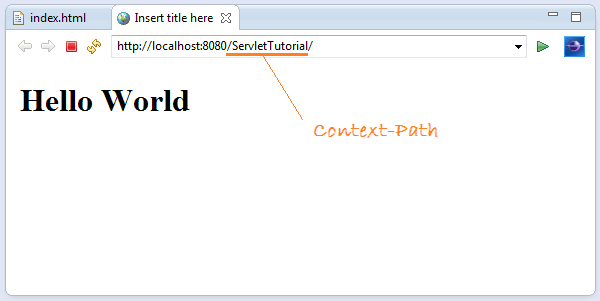 index.html
Insert title here
http://localhost:8080/ServletTutorial/
Hello World
Context-Path